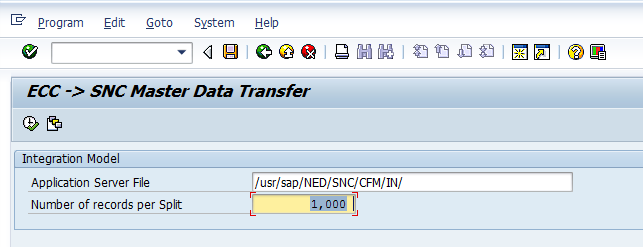 Program Edit Goto System Help
ECC -> SNC Master Data Transfer
Integration Model
Application Server File /usr/sap/NED/SNC/CFM/IN/
Number of records per Split 1,000